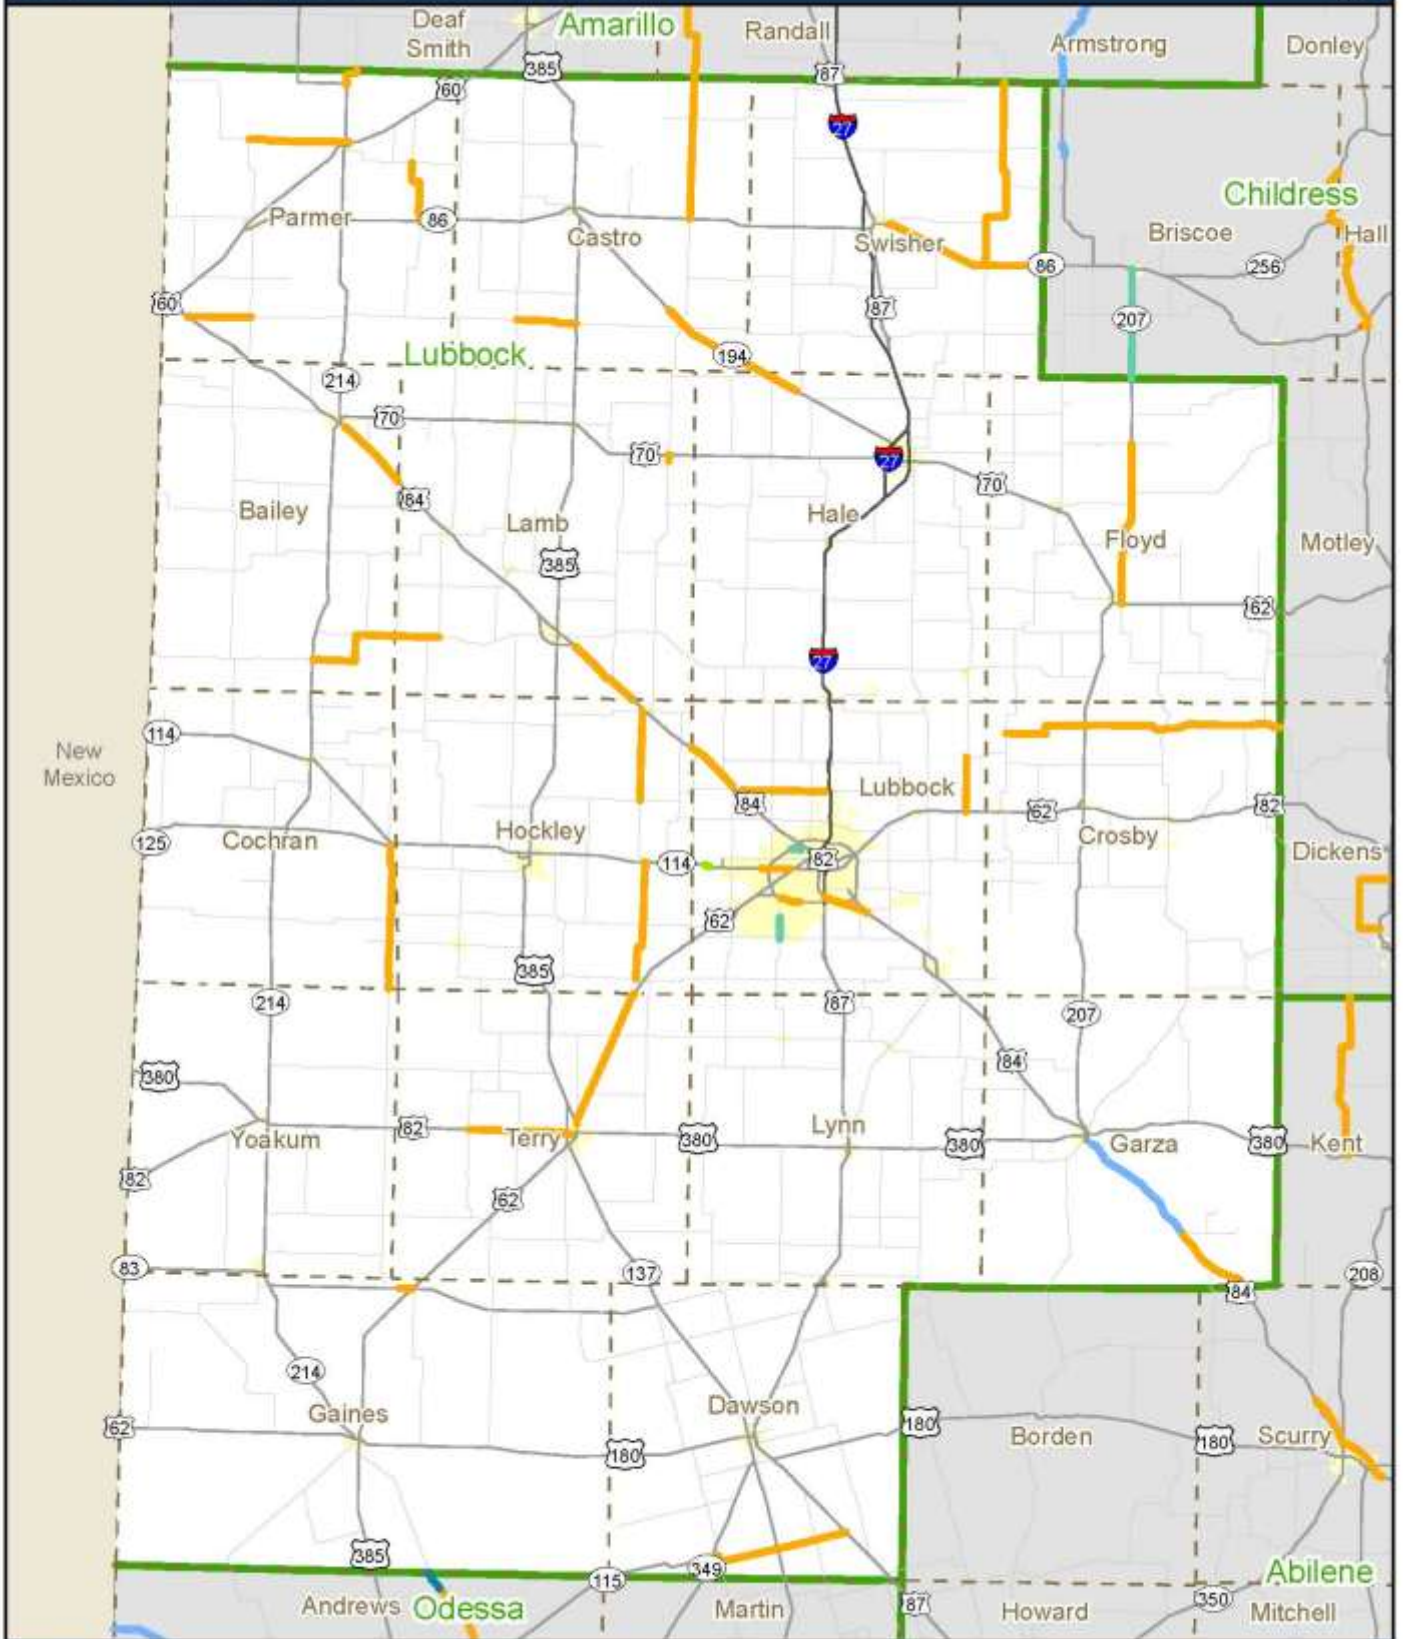 Deaf
Smith
Amarillo
Randall
Armstrong
Donley
385
87
60
27
Childress
Parmer
86
Castro
Swisher
Briscoe
Hall
86
256
60
87
207
Lubbock
194
214
70
70
27
84
70
Bailey
Lamb
Hale
Floyd
Motley
385
62
27
114
New
Mexico
84
Lubbock
62
82
125
Cochran
Hockley
114
82
Crosby
Dickens
62
385
214
87
207
380
84
82
Yoakum
Terry
380
Lynn
380
Garza
380
Kent
82
62
83
137
84
208
214
Gaines
Dawson
62
180
180
Borden
180
Scurry
385
349
115
Abilene
Andrews
Odessa
Martin
87
Howard
350
Mitchell